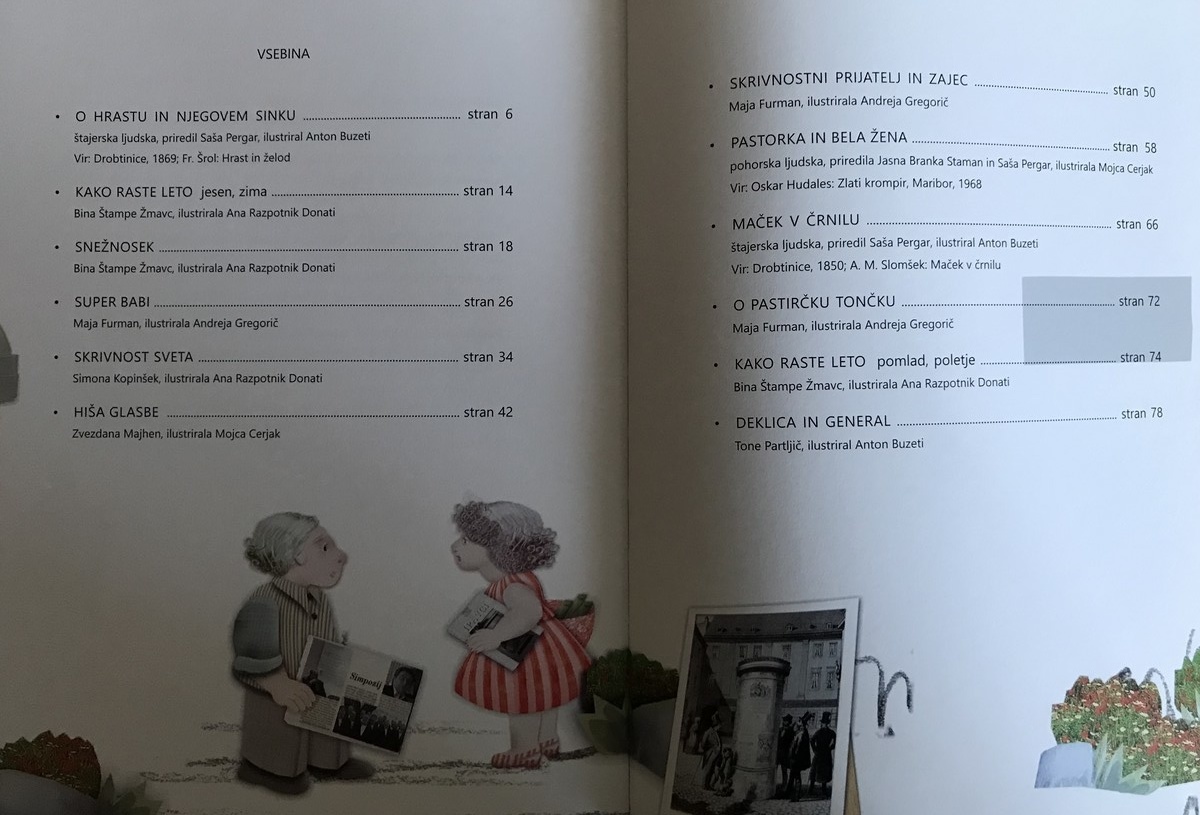 VSEBINA
• O HRASTU IN NJEGOVEM SINKU ........ stran 6
štajerska ljudska, priredil Saša Pergar, ilustriral Anton Buzeti
Vir: Drobtinice, 1869; Fr. Šrol: Hrast in želod
• KAKO RASTE LETO jesen, zima ........ stran 14
Bina Štampe Žmavc, ilustrirala Ana Razpotnik Donati
• SNEŽNOSEK ........ stran 18
Bina Štampe Žmavc, ilustrirala Ana Razpotnik Donati
• SUPER BABI ........ stran 26
Maja Furman, ilustrirala Andreja Gregorič
• SKRIVNOST SVETA ........ stran 34
Simona Kopinšek, ilustrirala Ana Razpotnik Donati
• HIŠA GLASBE ........ stran 42
Zvezdana Majhen, ilustrirala Mojca Cerjak
Simpozij
• SKRIVNOSTNI PRIJATELJ IN ZAJEC ........ stran 50
Maja Furman, ilustrirala Andreja Gregorič
• PASTORKA IN BELA ŽENA ........ stran 58
pohorska ljudska, priredila Jasna Branka Staman in Saša Pergar, ilustrirala Mojca Cerjak
Vir: Oskar Hudales: Zlati krompir, Maribor, 1968
• MAČEK V ČRNILU ........ stran 66
štajerska ljudska, priredil Saša Pergar, ilustriral Anton Buzeti
Vir: Drobtinice, 1850; A. M. Slomšek: Maček v črnilu
• O PASTIRČKU TONČKU ........ stran 72
Maja Furman, ilustrirala Andreja Gregorič
• KAKO RASTE LETO pomlad, poletje ........ stran 74
Bina Štampe Žmavc, ilustrirala Ana Razpotnik Donati
• DEKLICA IN GENERAL ........ stran 78
Tone Partljič, ilustriral Anton Buzeti